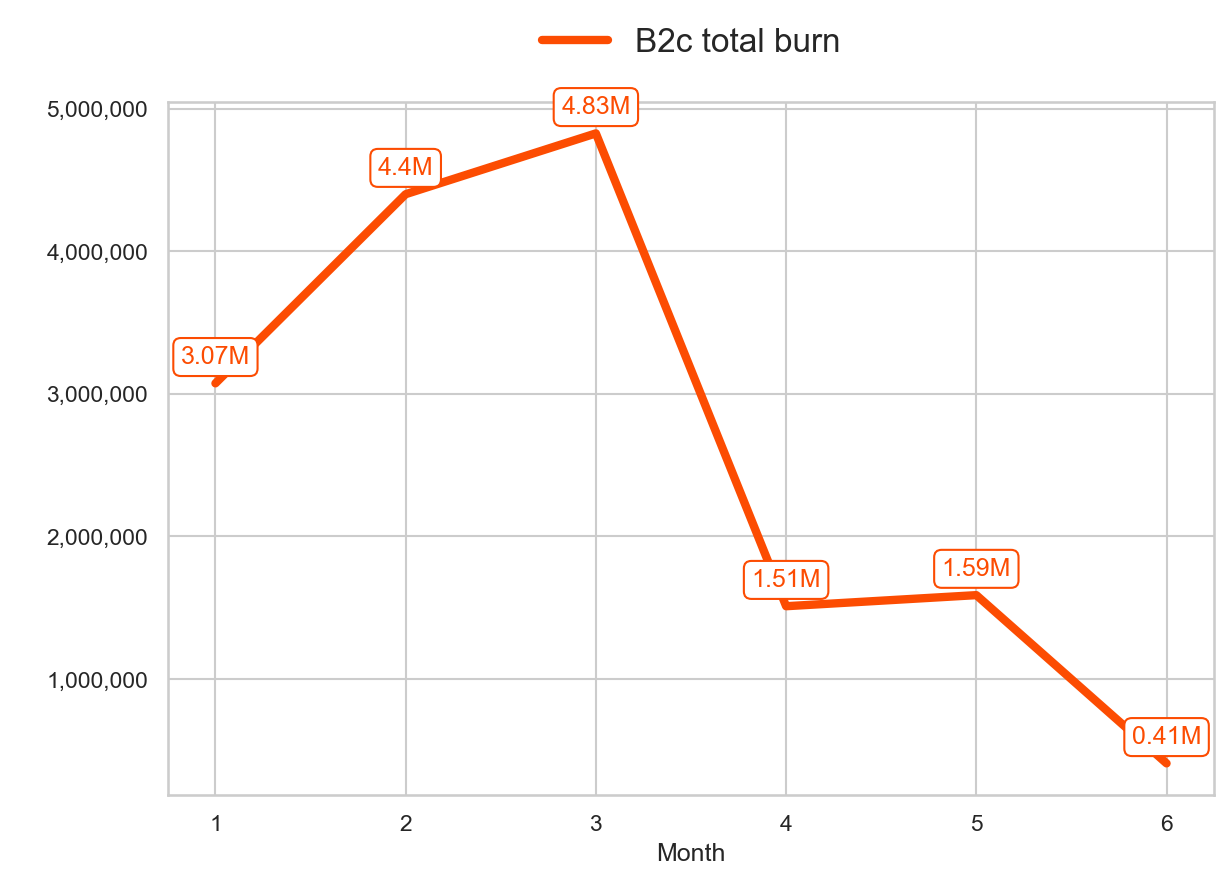 B2c total burn
5,000,000
4,000,000
3,000,000
2,000,000
1,000,000
3.07M
4.4M
4.83M
1.51M
1.59M
0.41M
1 2 3 4 5 6
Month